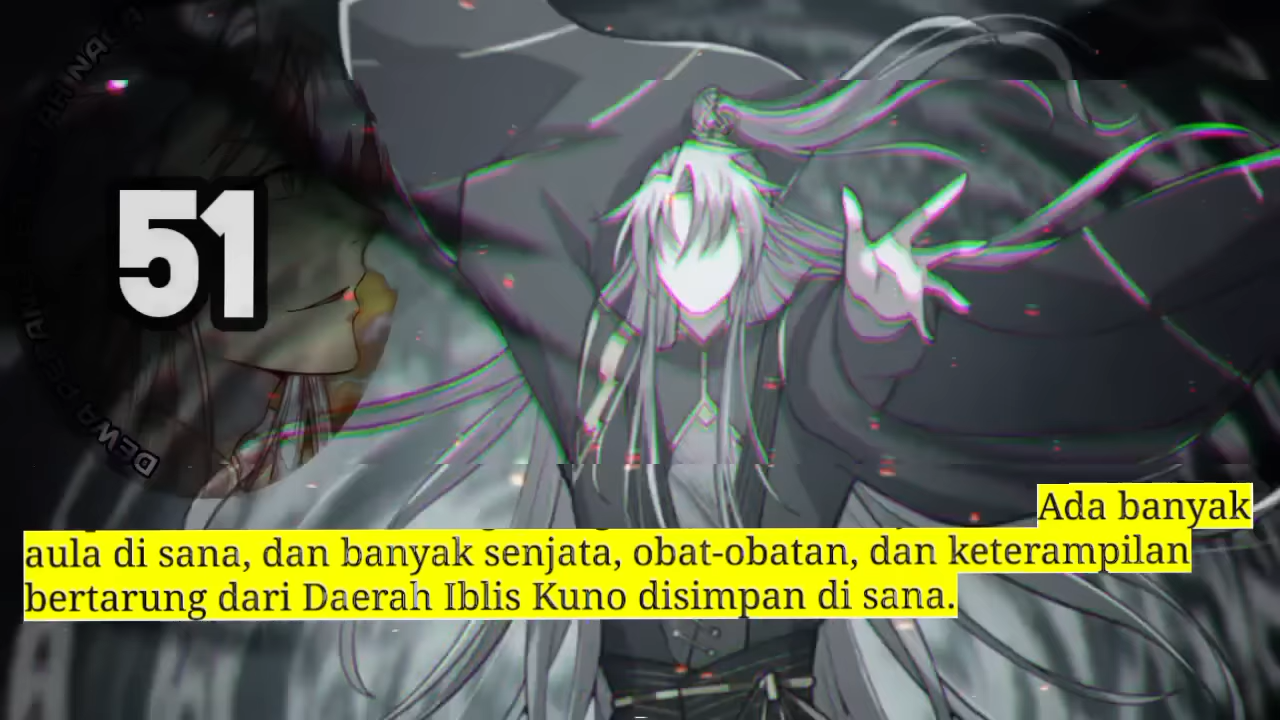 51
Ada banyak
aula di sana, dan banyak senjata, obat-obatan, dan keterampilan
bertarung dari Daerah Iblis Kuno disimpan di sana.
DEWA